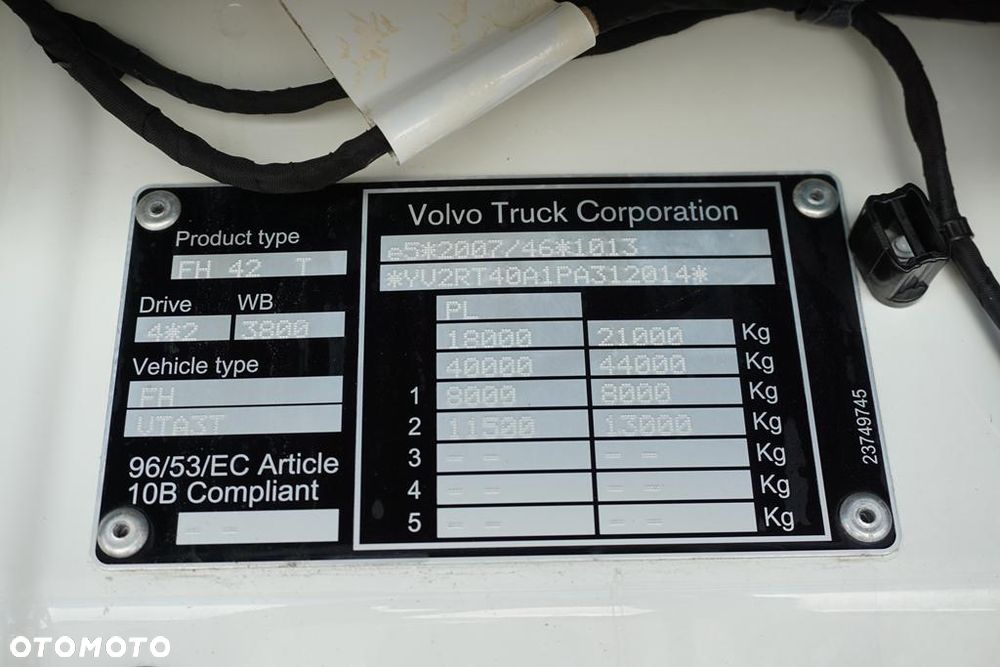 Volvo Truck Corporation
Product type
FH 42 T
Drive WB
4*2 3800
Vehicle type
FH
VTA3T
96/53/EC Article
10B Compliant
- -
e5*2007/46*1013
*YV2RT40A1PA312014*
PL
18000 21000 Kg
40000 44000 Kg
1 8000 8000 Kg
2 11500 13000 Kg
3 - - - - Kg
4 - - - - Kg
5 - - - - Kg
23749745
OTOMOTO